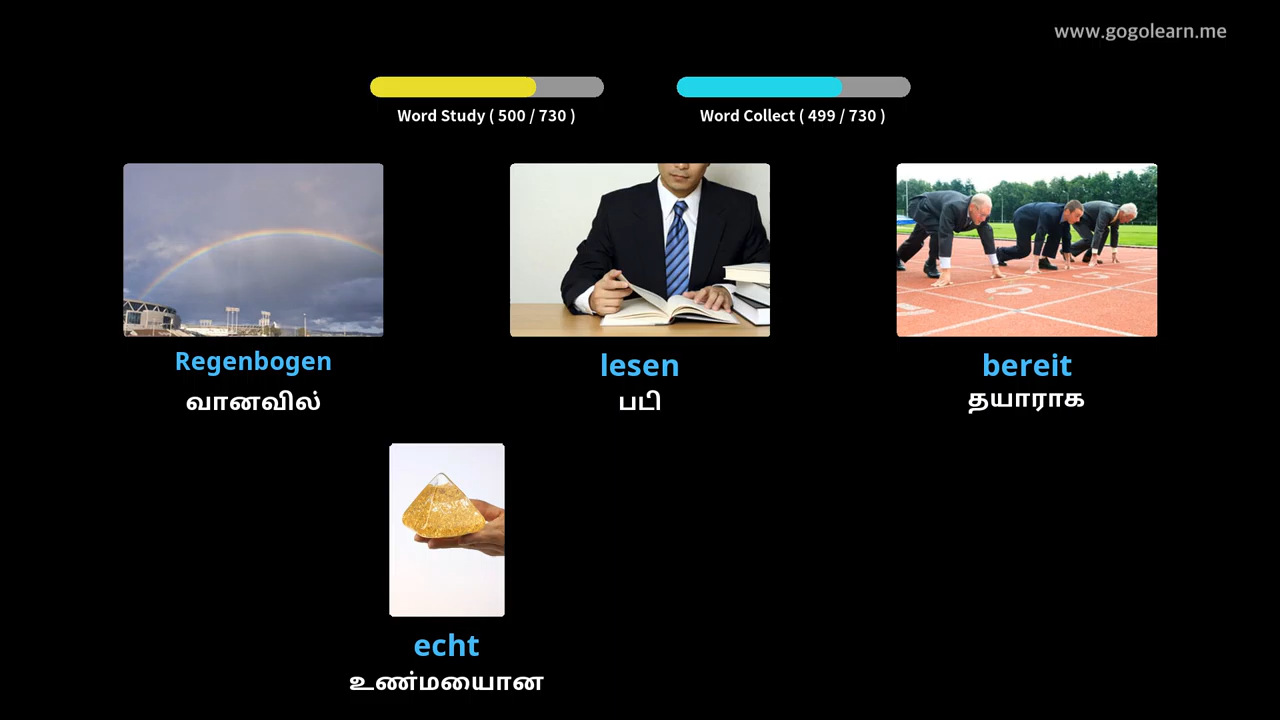 www.gogolearn.me
Word Study ( 500 / 730 )
Word Collect ( 499 / 730 )
Regenbogen
வானவில்
lesen
படி
bereit
தயாராக
echt
உண்மையான